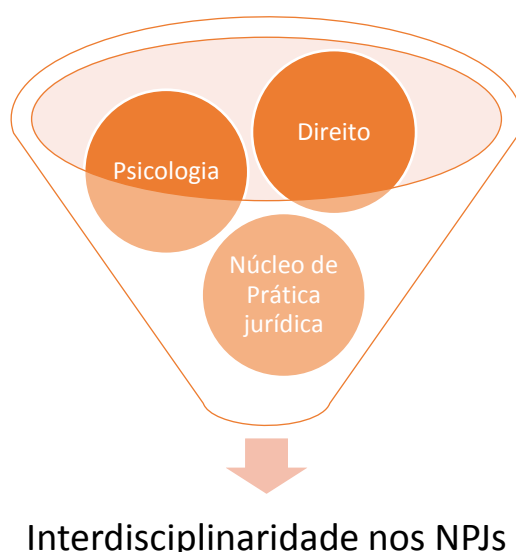 Direito
Psicologia
Núcleo de
Prática
jurídica
Interdisciplinaridade nos NPJs